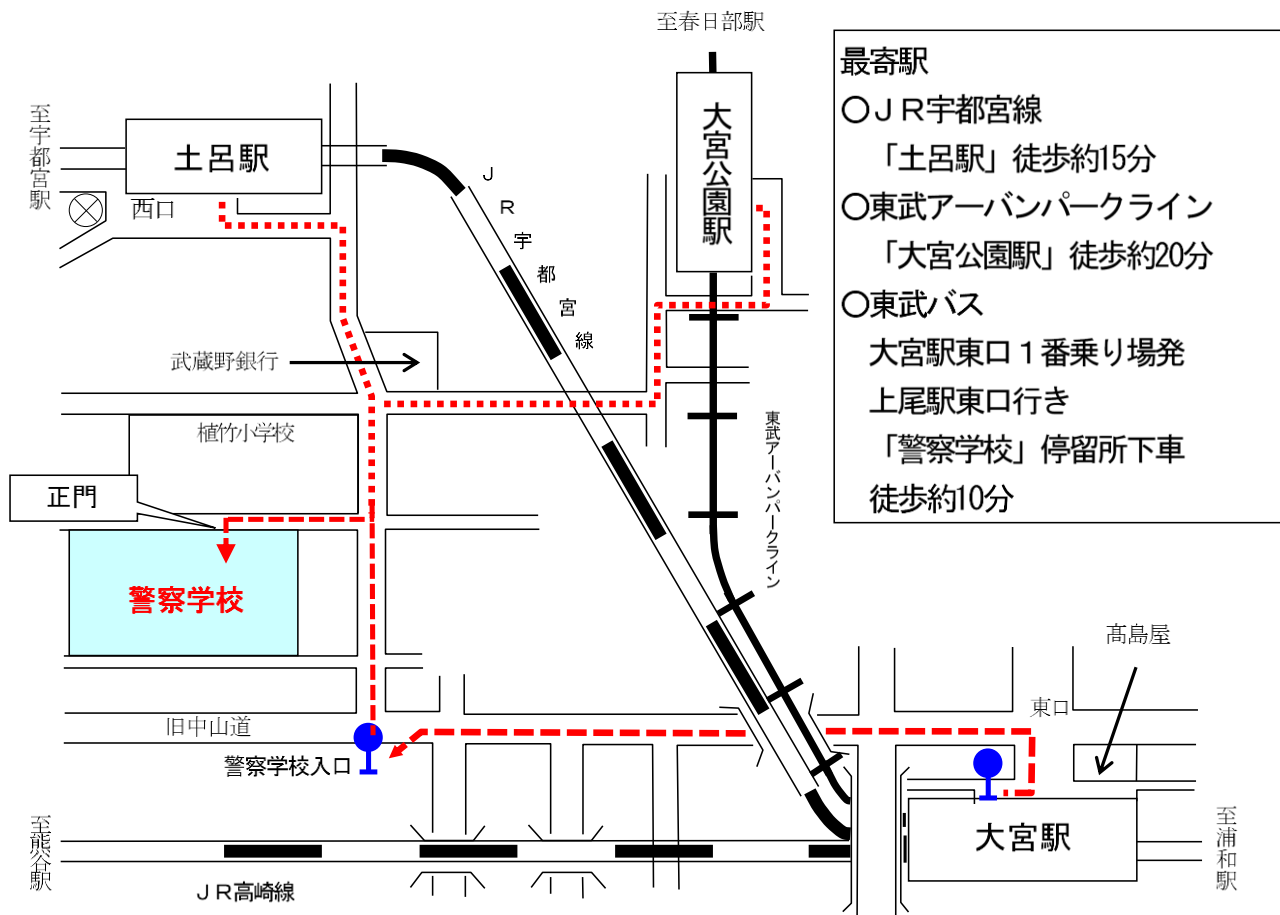 至春日部駅
至宇都宮駅
土呂駅
西口
大宮公園駅
JR宇都宮線
武蔵野銀行
植竹小学校
正門
警察学校
東武アーバンパークライン
旧中山道
警察学校入口
髙島屋
東口
大宮駅
至熊谷駅
至浦和駅
JR高崎線
最寄駅
○JR宇都宮線
「土呂駅」徒歩約15分
○東武アーバンパークライン
「大宮公園駅」徒歩約20分
○東武バス
大宮駅東口1番乗り場発
上尾駅東口行き
「警察学校」停留所下車
徒歩約10分